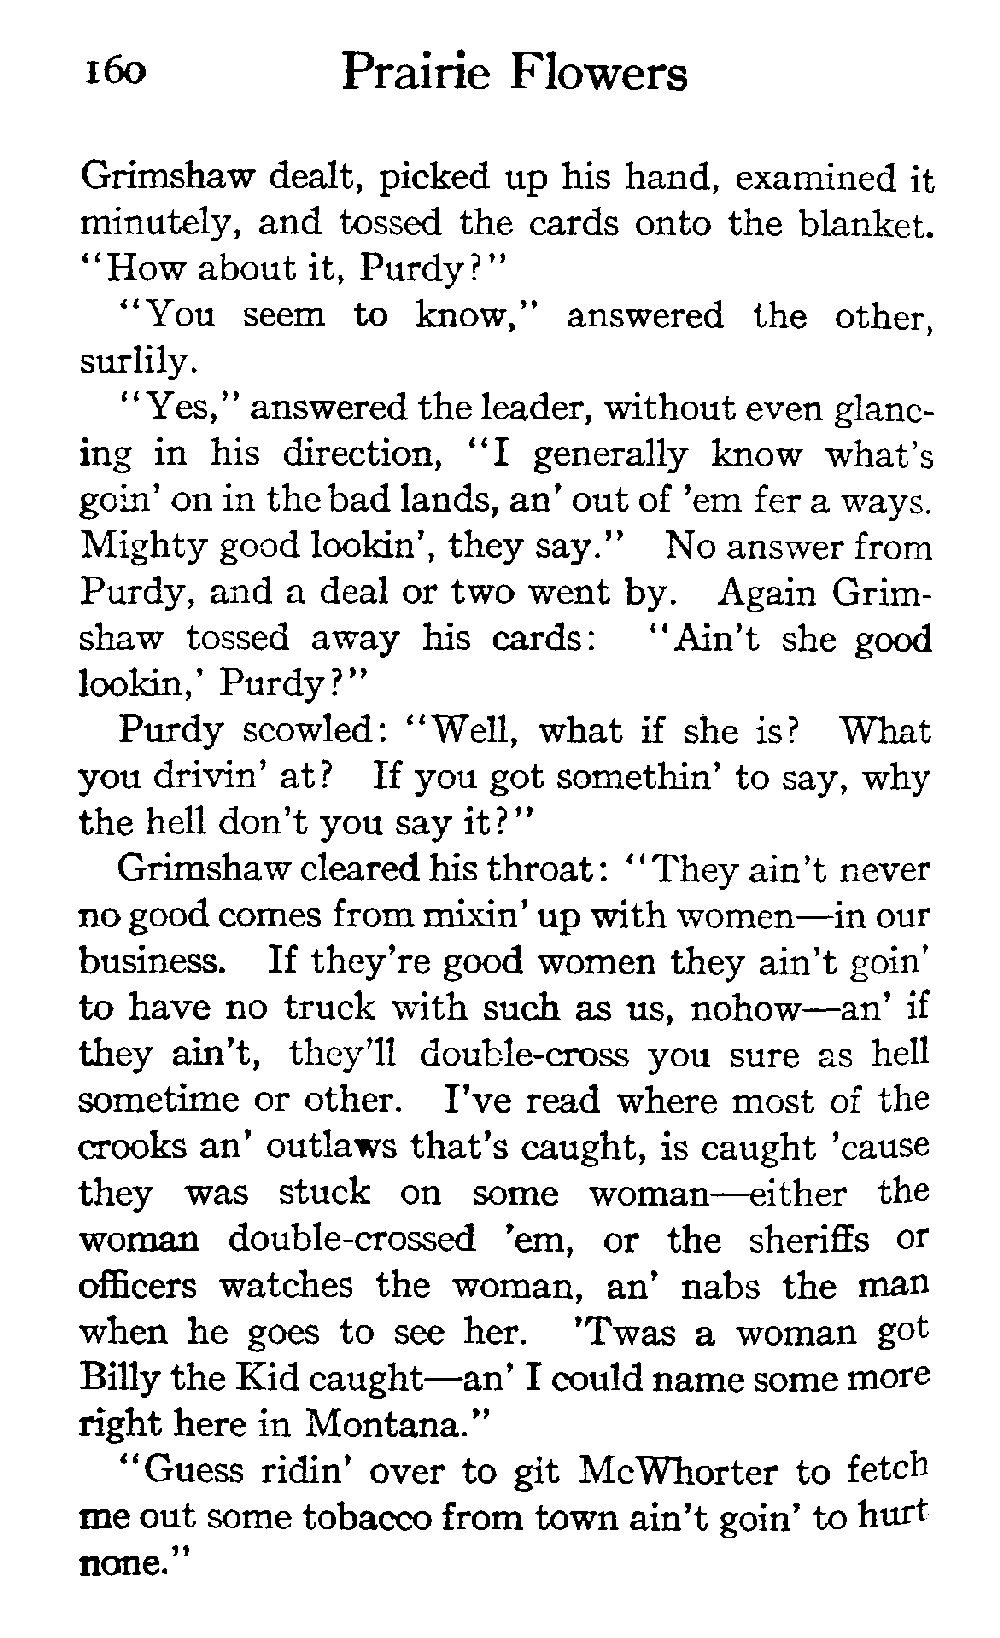 160 Prairie Flowers
Grimshaw dealt, picked up his hand, examined it
minutely, and tossed the cards onto the blanket.
"How about it, Purdy?"
"You seem to know," answered the other,
surlily.
"Yes," answered the leader, without even glanc-
ing in his direction, "I generally know what's
goin' on in the bad lands, an' out of 'em fer a ways.
Mighty good lookin', they say." No answer from
Purdy, and a deal or two went by. Again Grim-
shaw tossed away his cards: "Ain't she good
lookin,' Purdy?"
Purdy scowled: "Well, what if she is? What
you drivin' at? If you got somethin' to say, why
the hell don't you say it?"
Grimshaw cleared his throat: "They ain't never
no good comes from mixin' up with women—in our
business. If they're good women they ain't goin'
to have no truck with such as us, nohow—an' if
they ain't, they'll double-cross you sure as hell
sometime or other. I've read where most of the
crooks an' outlaws that's caught, is caught 'cause
they was stuck on some woman—either the
woman double-crossed 'em, or the sheriffs or
officers watches the woman, an' nabs the man
when he goes to see her. 'Twas a woman got
Billy the Kid caught—an' I could name some more
right here in Montana."
"Guess ridin' over to git McWhorter to fetch
me out some tobacco from town ain't goin' to hurt
none."